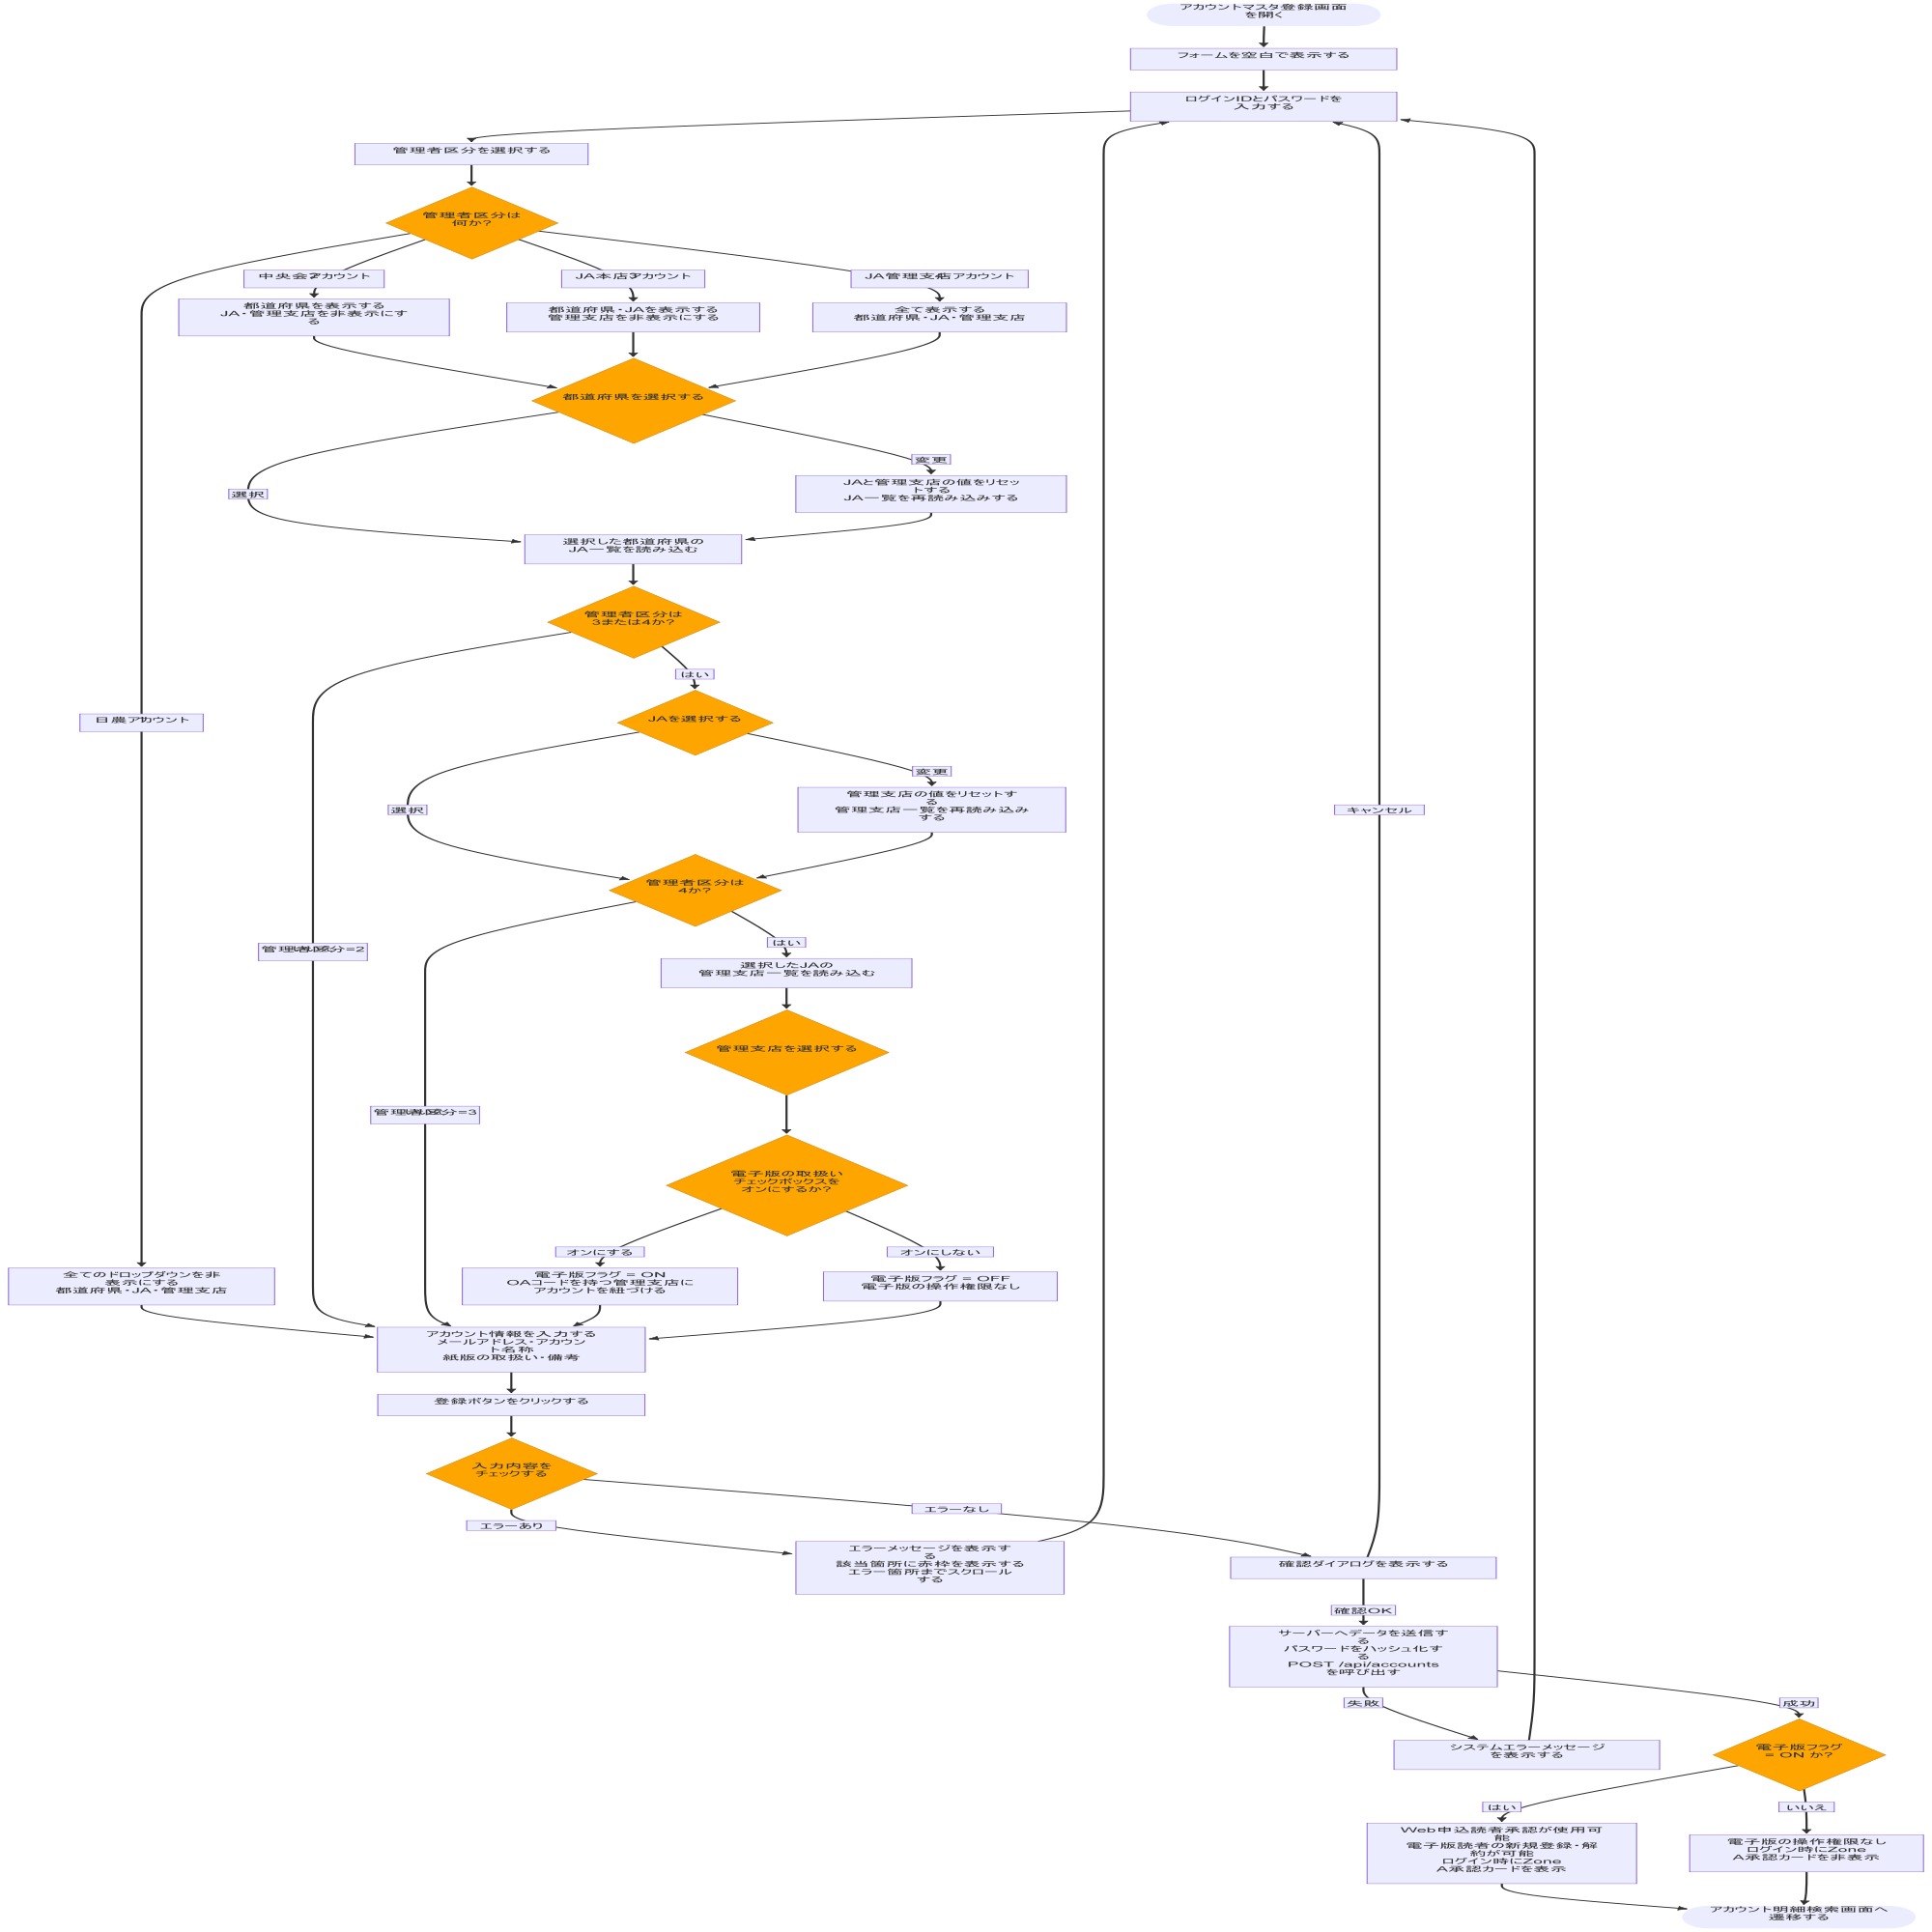 アカウントマスタ登録画面
を開く
フォームを空白で表示する
ログインIDとパスワードを
入力する
管理者区分を選択する
管理者区分は
何か?
中央会アカウント
JA本店アカウント
JA管理支店アカウント
都道府県を表示する
JA・管理支店を非表示にす
る
都道府県・JAを表示する
管理支店を非表示にする
全て表示する
都道府県・JA・管理支店
都道府県を選択する
変更
選択
JAと管理支店の値をリセッ
トする
JA一覧を再読み込みする
選択した都道府県の
JA一覧を読み込む
管理者区分は
3または4か?
はい
日農アカウント
JAを選択する
変更
選択
管理支店の値をリセットす
る
管理支店一覧を再読み込み
する
キャンセル
管理者区分は
4か?
はい
管理者区分=2
選択したJAの
管理支店一覧を読み込む
管理支店を選択する
管理者区分=3
電子版の取扱い
チェックボックスを
オンにするか?
オンにする
オンにしない
全てのドロップダウンを非
表示にする
都道府県・JA・管理支店
電子版フラグ = ON
OAコードを持つ管理支店に
アカウントを紐づける
電子版フラグ = OFF
電子版の操作権限なし
アカウント情報を入力する
メールアドレス・アカウン
ト名称
紙版の取扱い・備考
登録ボタンをクリックする
入力内容を
チェックする
エラーなし
エラーあり
エラーメッセージを表示す
る
該当箇所に赤枠を表示する
エラー箇所までスクロール
する
確認ダイアログを表示する
確認OK
サーバーへデータを送信す
る
パスワードをハッシュ化す
る
POST /api/accounts
を呼び出す
失敗
成功
システムエラーメッセージ
を表示する
電子版フラグ
= ON か?
はい
いいえ
Web申込読者承認が使用可
能
電子版読者の新規登録・解
約が可能
ログイン時にZone
A承認カードを表示
電子版の操作権限なし
ログイン時にZone
A承認カードを非表示
アカウント明細検索画面へ
遷移する